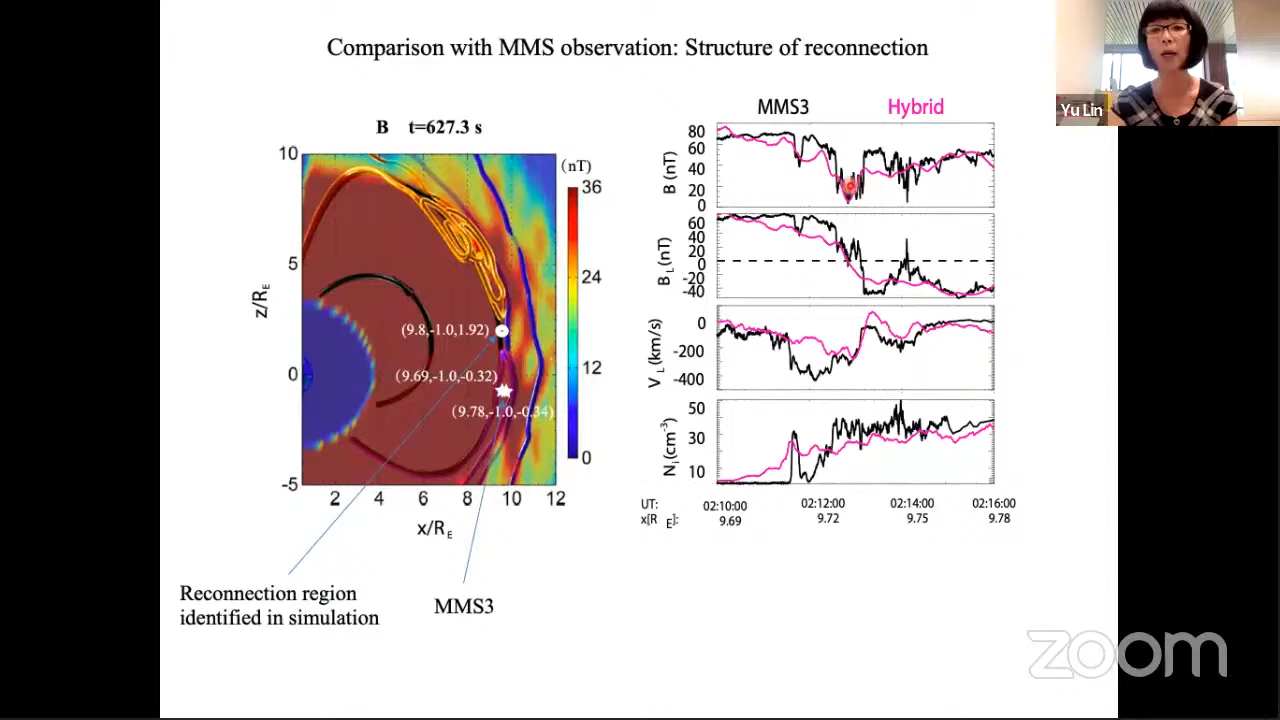 Comparison with MMS observation: Structure of reconnection
Yu Lin
B t=627.3 s
(nT)
10
5
0
-5
z/RE
2 4 6 8 10 12
x/RE
36
24
12
0
(9.8,-1.0,1.92)
(9.69,-1.0,-0.32)
(9.78,-1.0,-0.34)
Reconnection region
identified in simulation
MMS3
MMS3 Hybrid
B (nT)
80
60
40
20
0
BL (nT)
60
40
20
0
-20
-40
VL (km/s)
0
-200
-400
Ni (cm-3)
50
30
10
UT: 02:10:00 02:12:00 02:14:00 02:16:00
x[RE]: 9.69 9.72 9.75 9.78
zoom